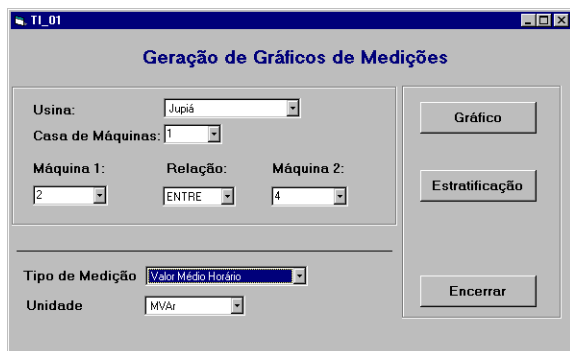 TI_01
Geração de Gráficos de Medições
Usina: Jupiá
Casa de Máquinas: 1
Máquina 1: Relação: Máquina 2:
2 ENTRE 4
Gráfico
Estratificação
Tipo de Medição Valor Médio Horário
Unidade MVAr
Encerrar